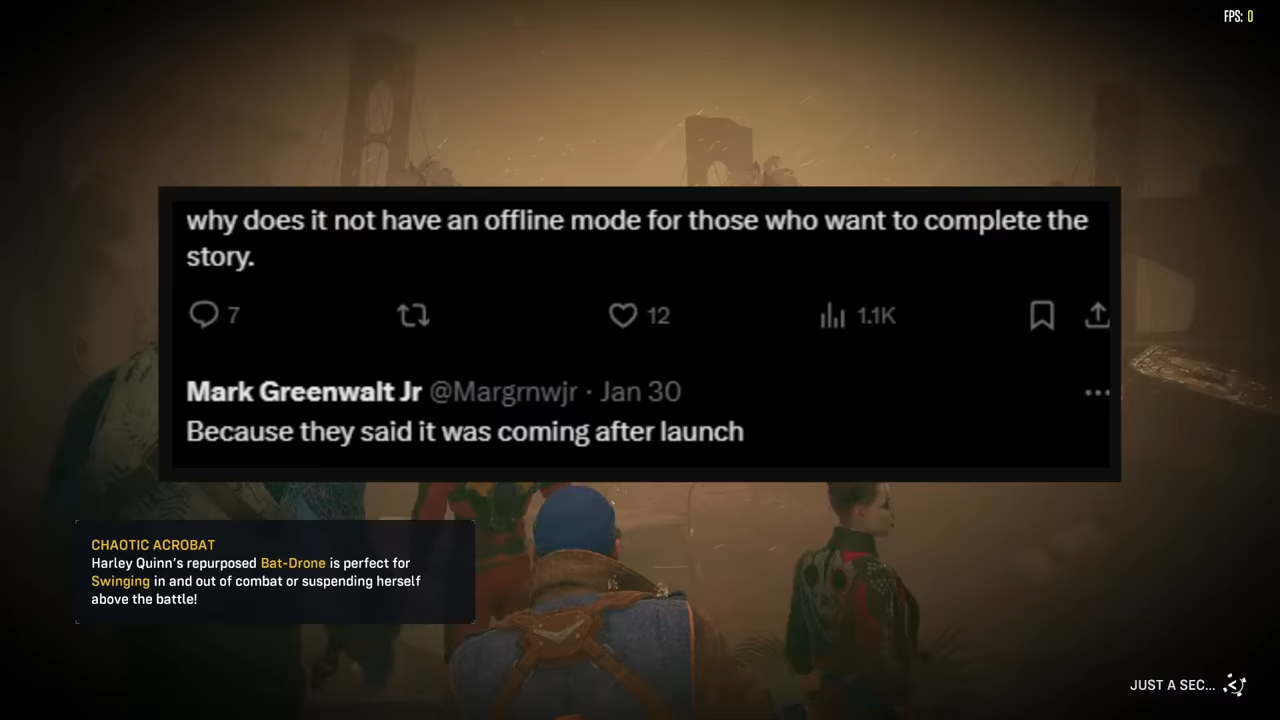 FPS: 0
why does it not have an offline mode for those who want to complete the
story.
7
12
1.1K
Mark Greenwalt Jr @Margrnwjr · Jan 30
Because they said it was coming after launch
CHAOTIC ACROBAT
Harley Quinn's repurposed Bat-Drone is perfect for
Swinging in and out of combat or suspending herself
above the battle!
JUST A SEC...